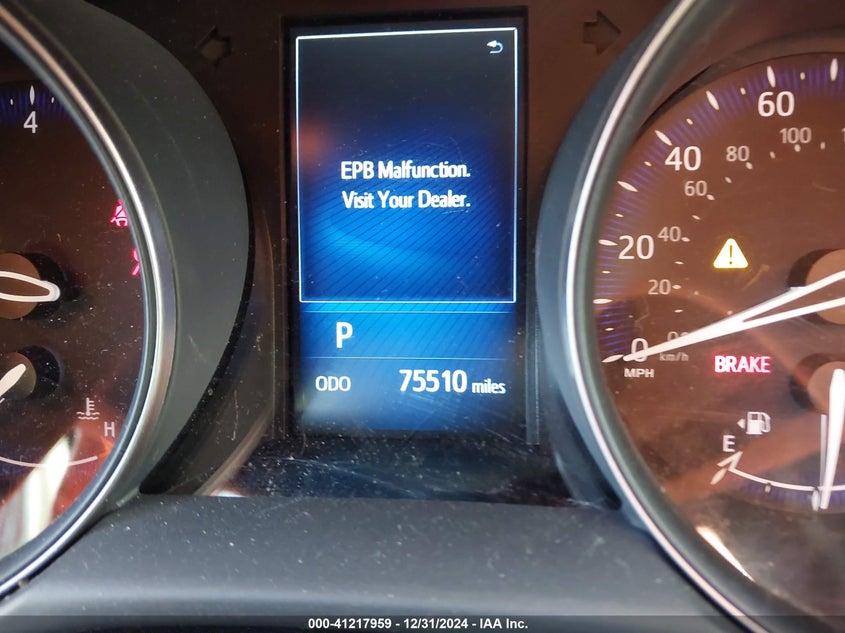 4
H
EPB Malfunction.
Visit Your Dealer.
P
ODO 75510 miles
60
100
40
80
60
20
40
20
0
km/h
MPH
BRAKE
E
000-41217959 - 12/31/2024 - IAA Inc.